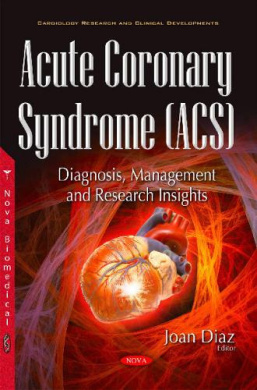 CARDIOLOGY RESEARCH AND CLINICAL DEVELOPMENTS
Acute Coronary
Syndrome (ACS)
Diagnosis, Management
and Research Insights
Nova Biomedical
Joan Diaz
Editor
NOVA